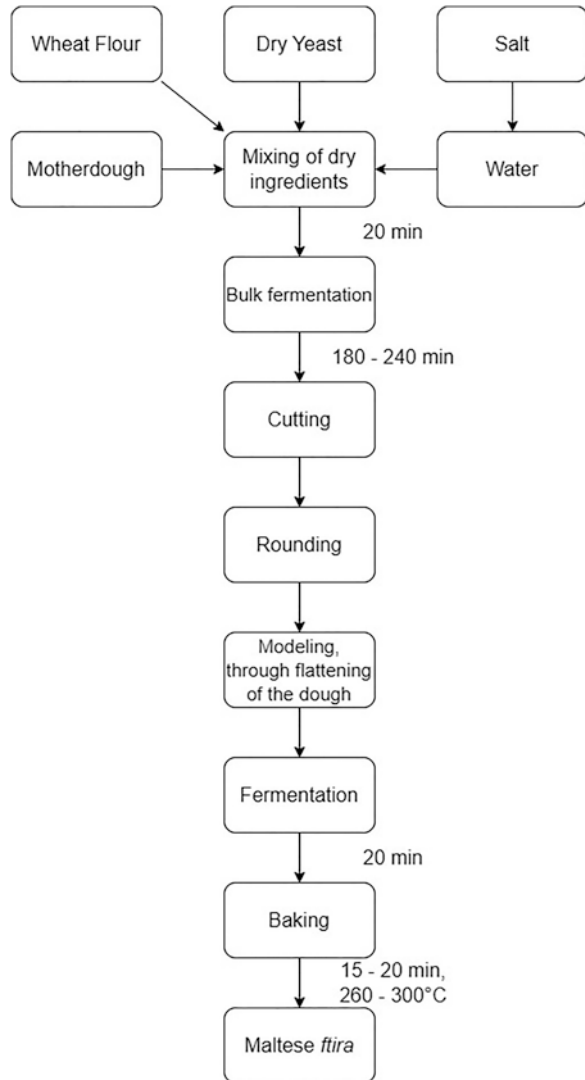 Wheat Flour
Dry Yeast
Salt
Motherdough
Mixing of dry
ingredients
Water
20 min
Bulk fermentation
180 - 240 min
Cutting
Rounding
Modeling,
through flattening
of the dough
Fermentation
20 min
Baking
15 - 20 min,
260 - 300°C
Maltese ftira